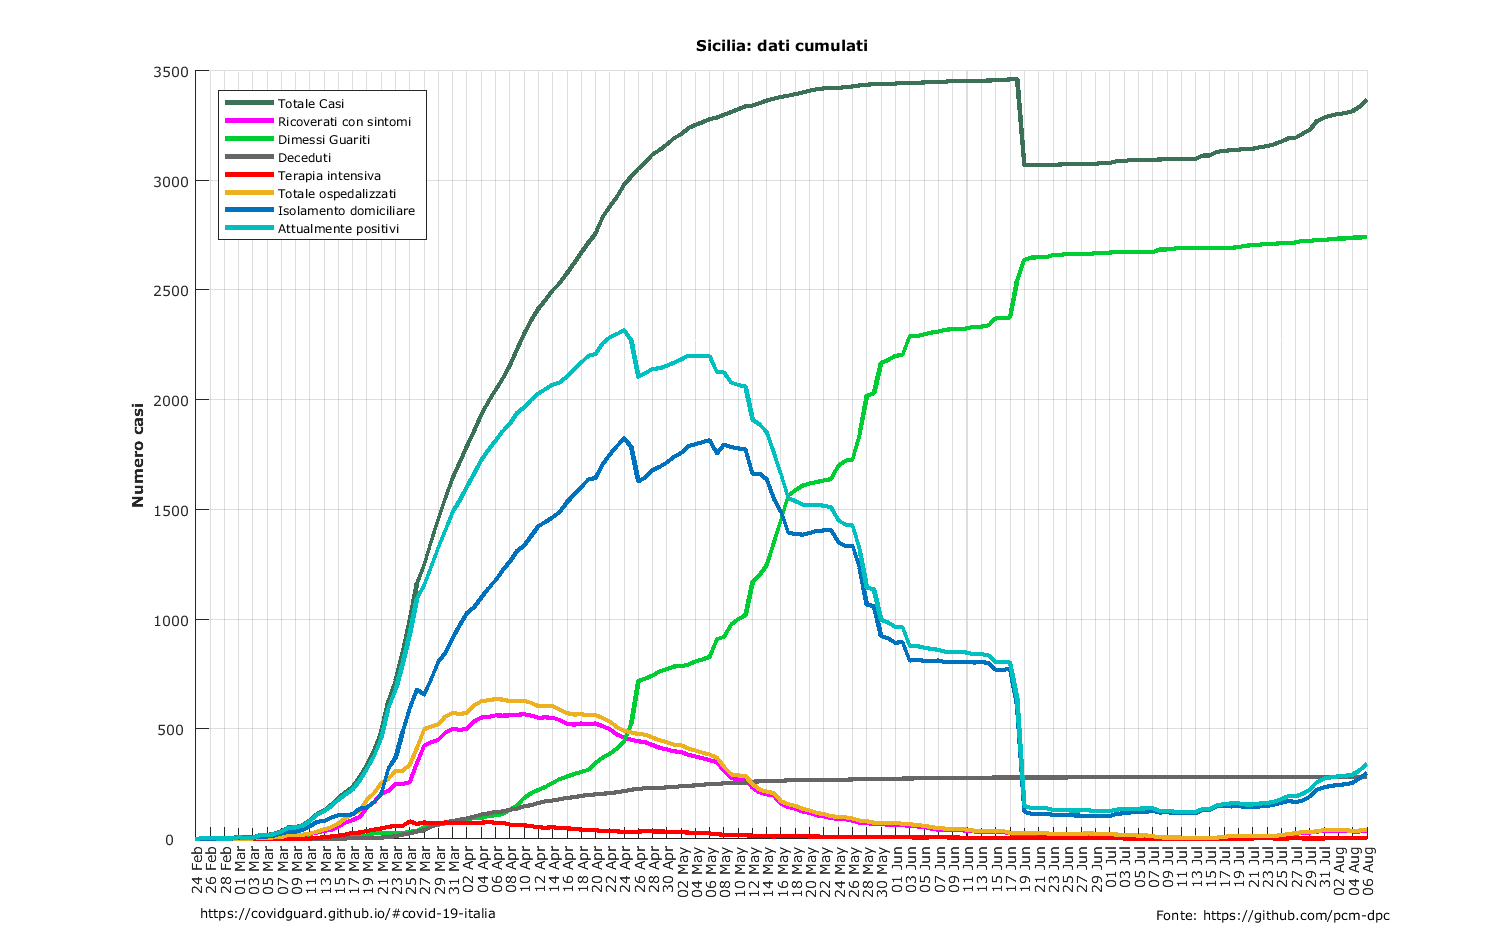 Sicilia: dati cumulati
3500
3000
2500
2000
1500
1000
500
0
Numero casi
Totale Casi
Ricoverati con sintomi
Dimessi Guariti
Deceduti
Terapia intensiva
Totale ospedalizzati
Isolamento domiciliare
Attualmente positivi
24 Feb
26 Feb
28 Feb
01 Mar
03 Mar
05 Mar
07 Mar
09 Mar
11 Mar
13 Mar
15 Mar
17 Mar
19 Mar
21 Mar
23 Mar
25 Mar
27 Mar
29 Mar
31 Mar
02 Apr
04 Apr
06 Apr
08 Apr
10 Apr
12 Apr
14 Apr
16 Apr
18 Apr
20 Apr
22 Apr
24 Apr
26 Apr
28 Apr
30 Apr
02 May
04 May
06 May
08 May
10 May
12 May
14 May
16 May
18 May
20 May
22 May
24 May
26 May
28 May
30 May
01 Jun
03 Jun
05 Jun
07 Jun
09 Jun
11 Jun
13 Jun
15 Jun
17 Jun
19 Jun
21 Jun
23 Jun
25 Jun
27 Jun
29 Jun
01 Jul
03 Jul
05 Jul
07 Jul
09 Jul
11 Jul
13 Jul
15 Jul
17 Jul
19 Jul
21 Jul
23 Jul
25 Jul
27 Jul
29 Jul
31 Jul
02 Aug
04 Aug
06 Aug
https://covidguard.github.io/#covid-19-italia
Fonte: https://github.com/pcm-dpc